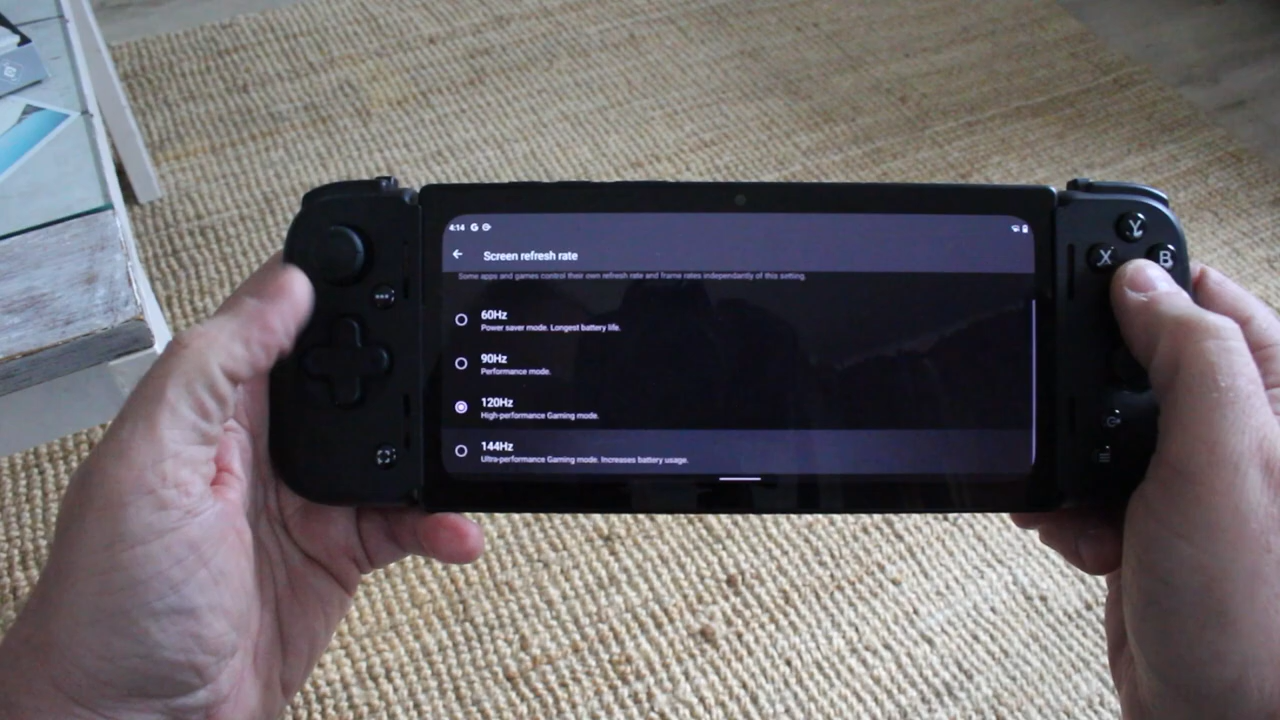 4:14
Screen refresh rate
Some apps and games control their own refresh rate and frame rates independantly of this setting.
60Hz
Power saver mode. Longest battery life.
90Hz
Performance mode.
120Hz
High-performance Gaming mode.
144Hz
Ultra-performance Gaming mode. Increases battery usage.
Y
X
B